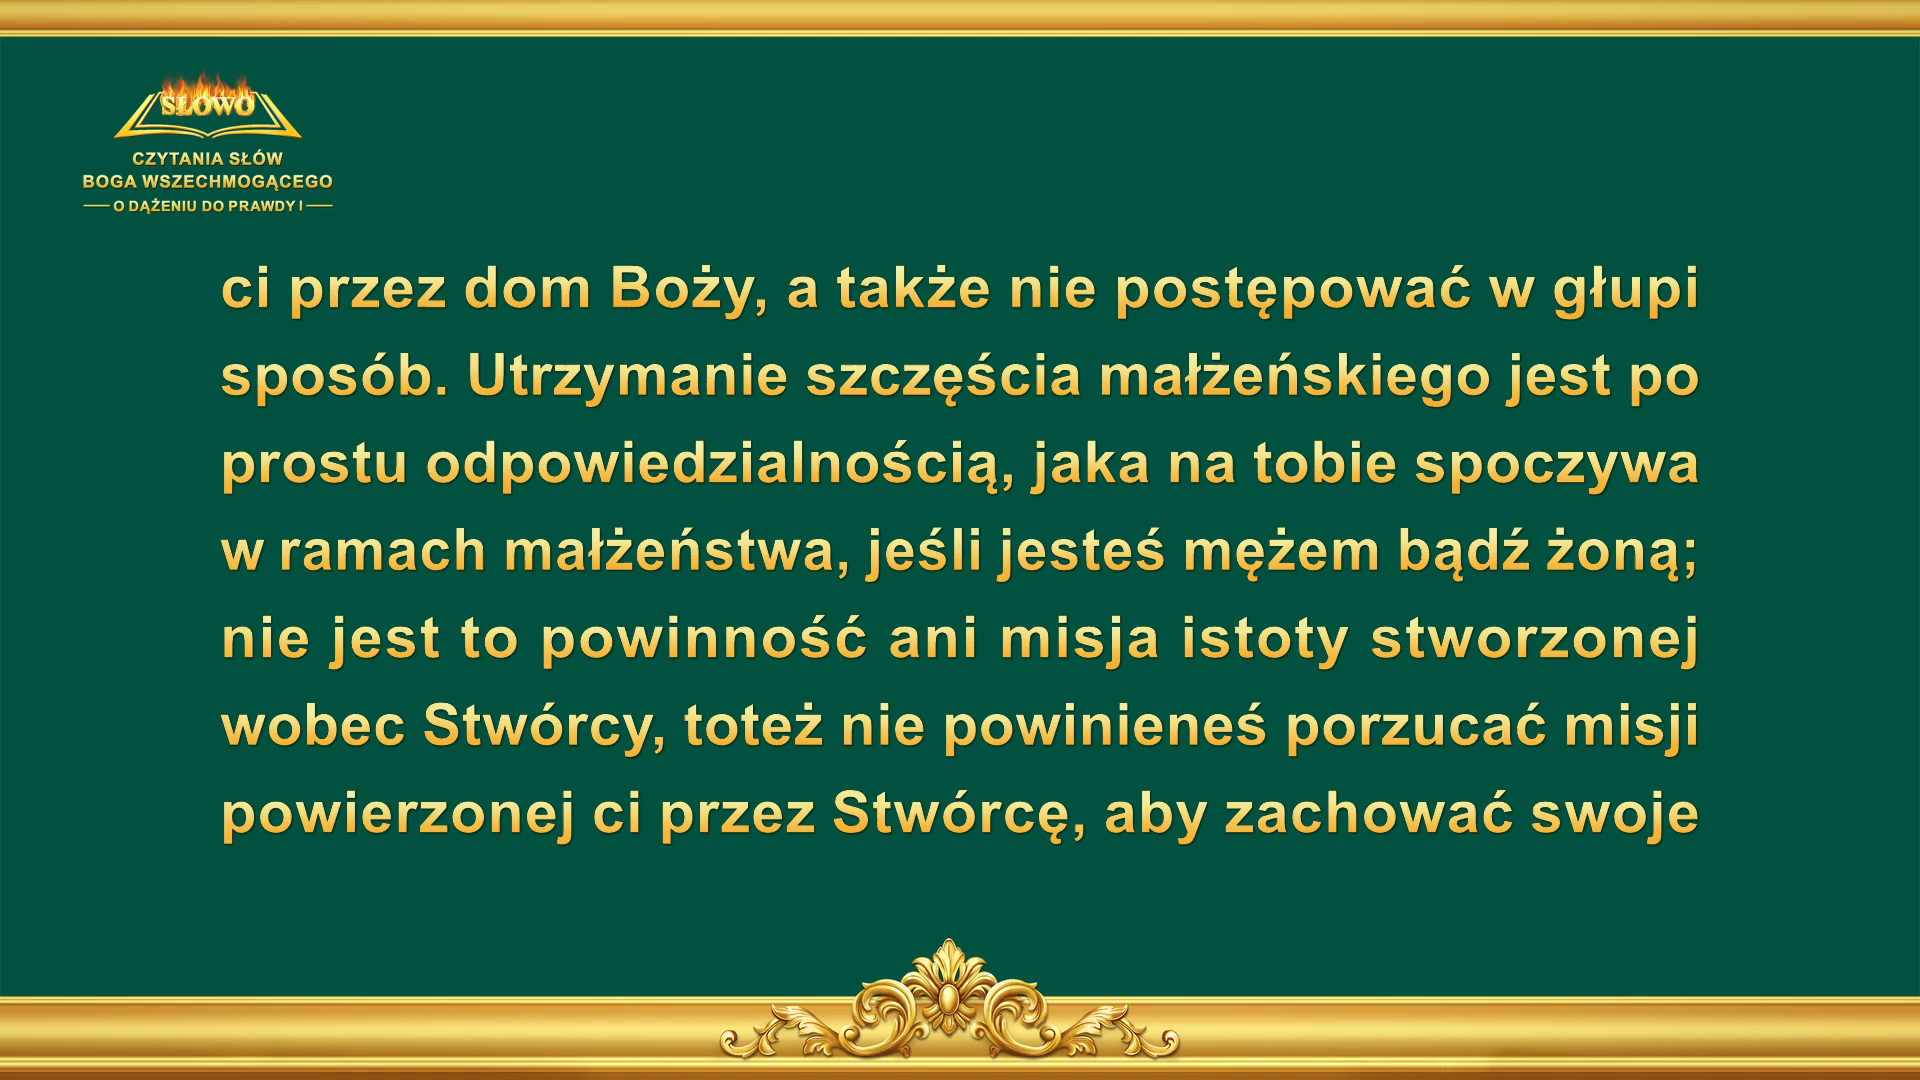 SŁOWO
CZYTANIA SŁÓW
BOGA WSZECHMOGĄCEGO
O DĄŻENIU DO PRAWDY I
ci przez dom Boży, a także nie postępować w głupi
sposób. Utrzymanie szczęścia małżeńskiego jest po
prostu odpowiedzialnością, jaka na tobie spoczywa
w ramach małżeństwa, jeśli jesteś mężem bądź żoną;
nie jest to powinność ani misja istoty stworzonej
wobec Stwórcy, toteż nie powinieneś porzucać misji
powierzonej ci przez Stwórcę, aby zachować swoje